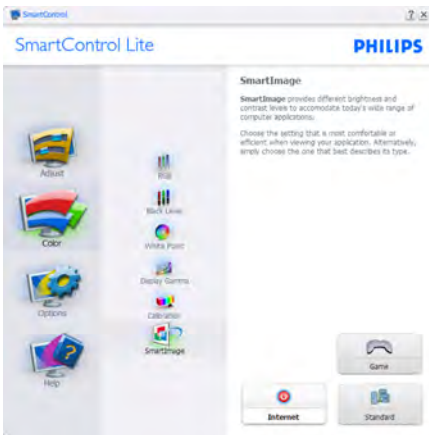 SmartControl
SmartControl Lite
PHILIPS
Adjust
Color
Options
Help
RGB
Black Level
White Point
Display Gamma
Calibration
SmartImage
SmartImage
SmartImage provides different brightness and
contrast levels to accomodate today's wide range of
computer applications.
Choose the setting that is most comfortable or
efficient when viewing your application. Alternatively,
simply choose the one that best describes its type.
Game
Internet
Standard